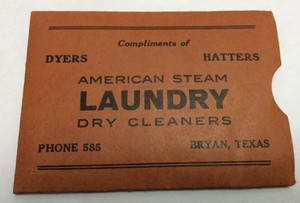 Compliments of
DYERS HATTERS
AMERICAN STEAM
LAUNDRY
DRY CLEANERS
PHONE 585 BRYAN, TEXAS